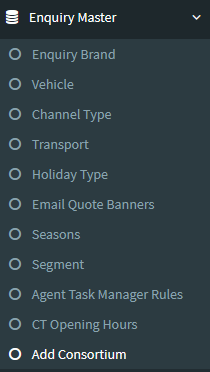 Enquiry Master
Enquiry Brand
Vehicle
Channel Type
Transport
Holiday Type
Email Quote Banners
Seasons
Segment
Agent Task Manager Rules
CT Opening Hours
Add Consortium